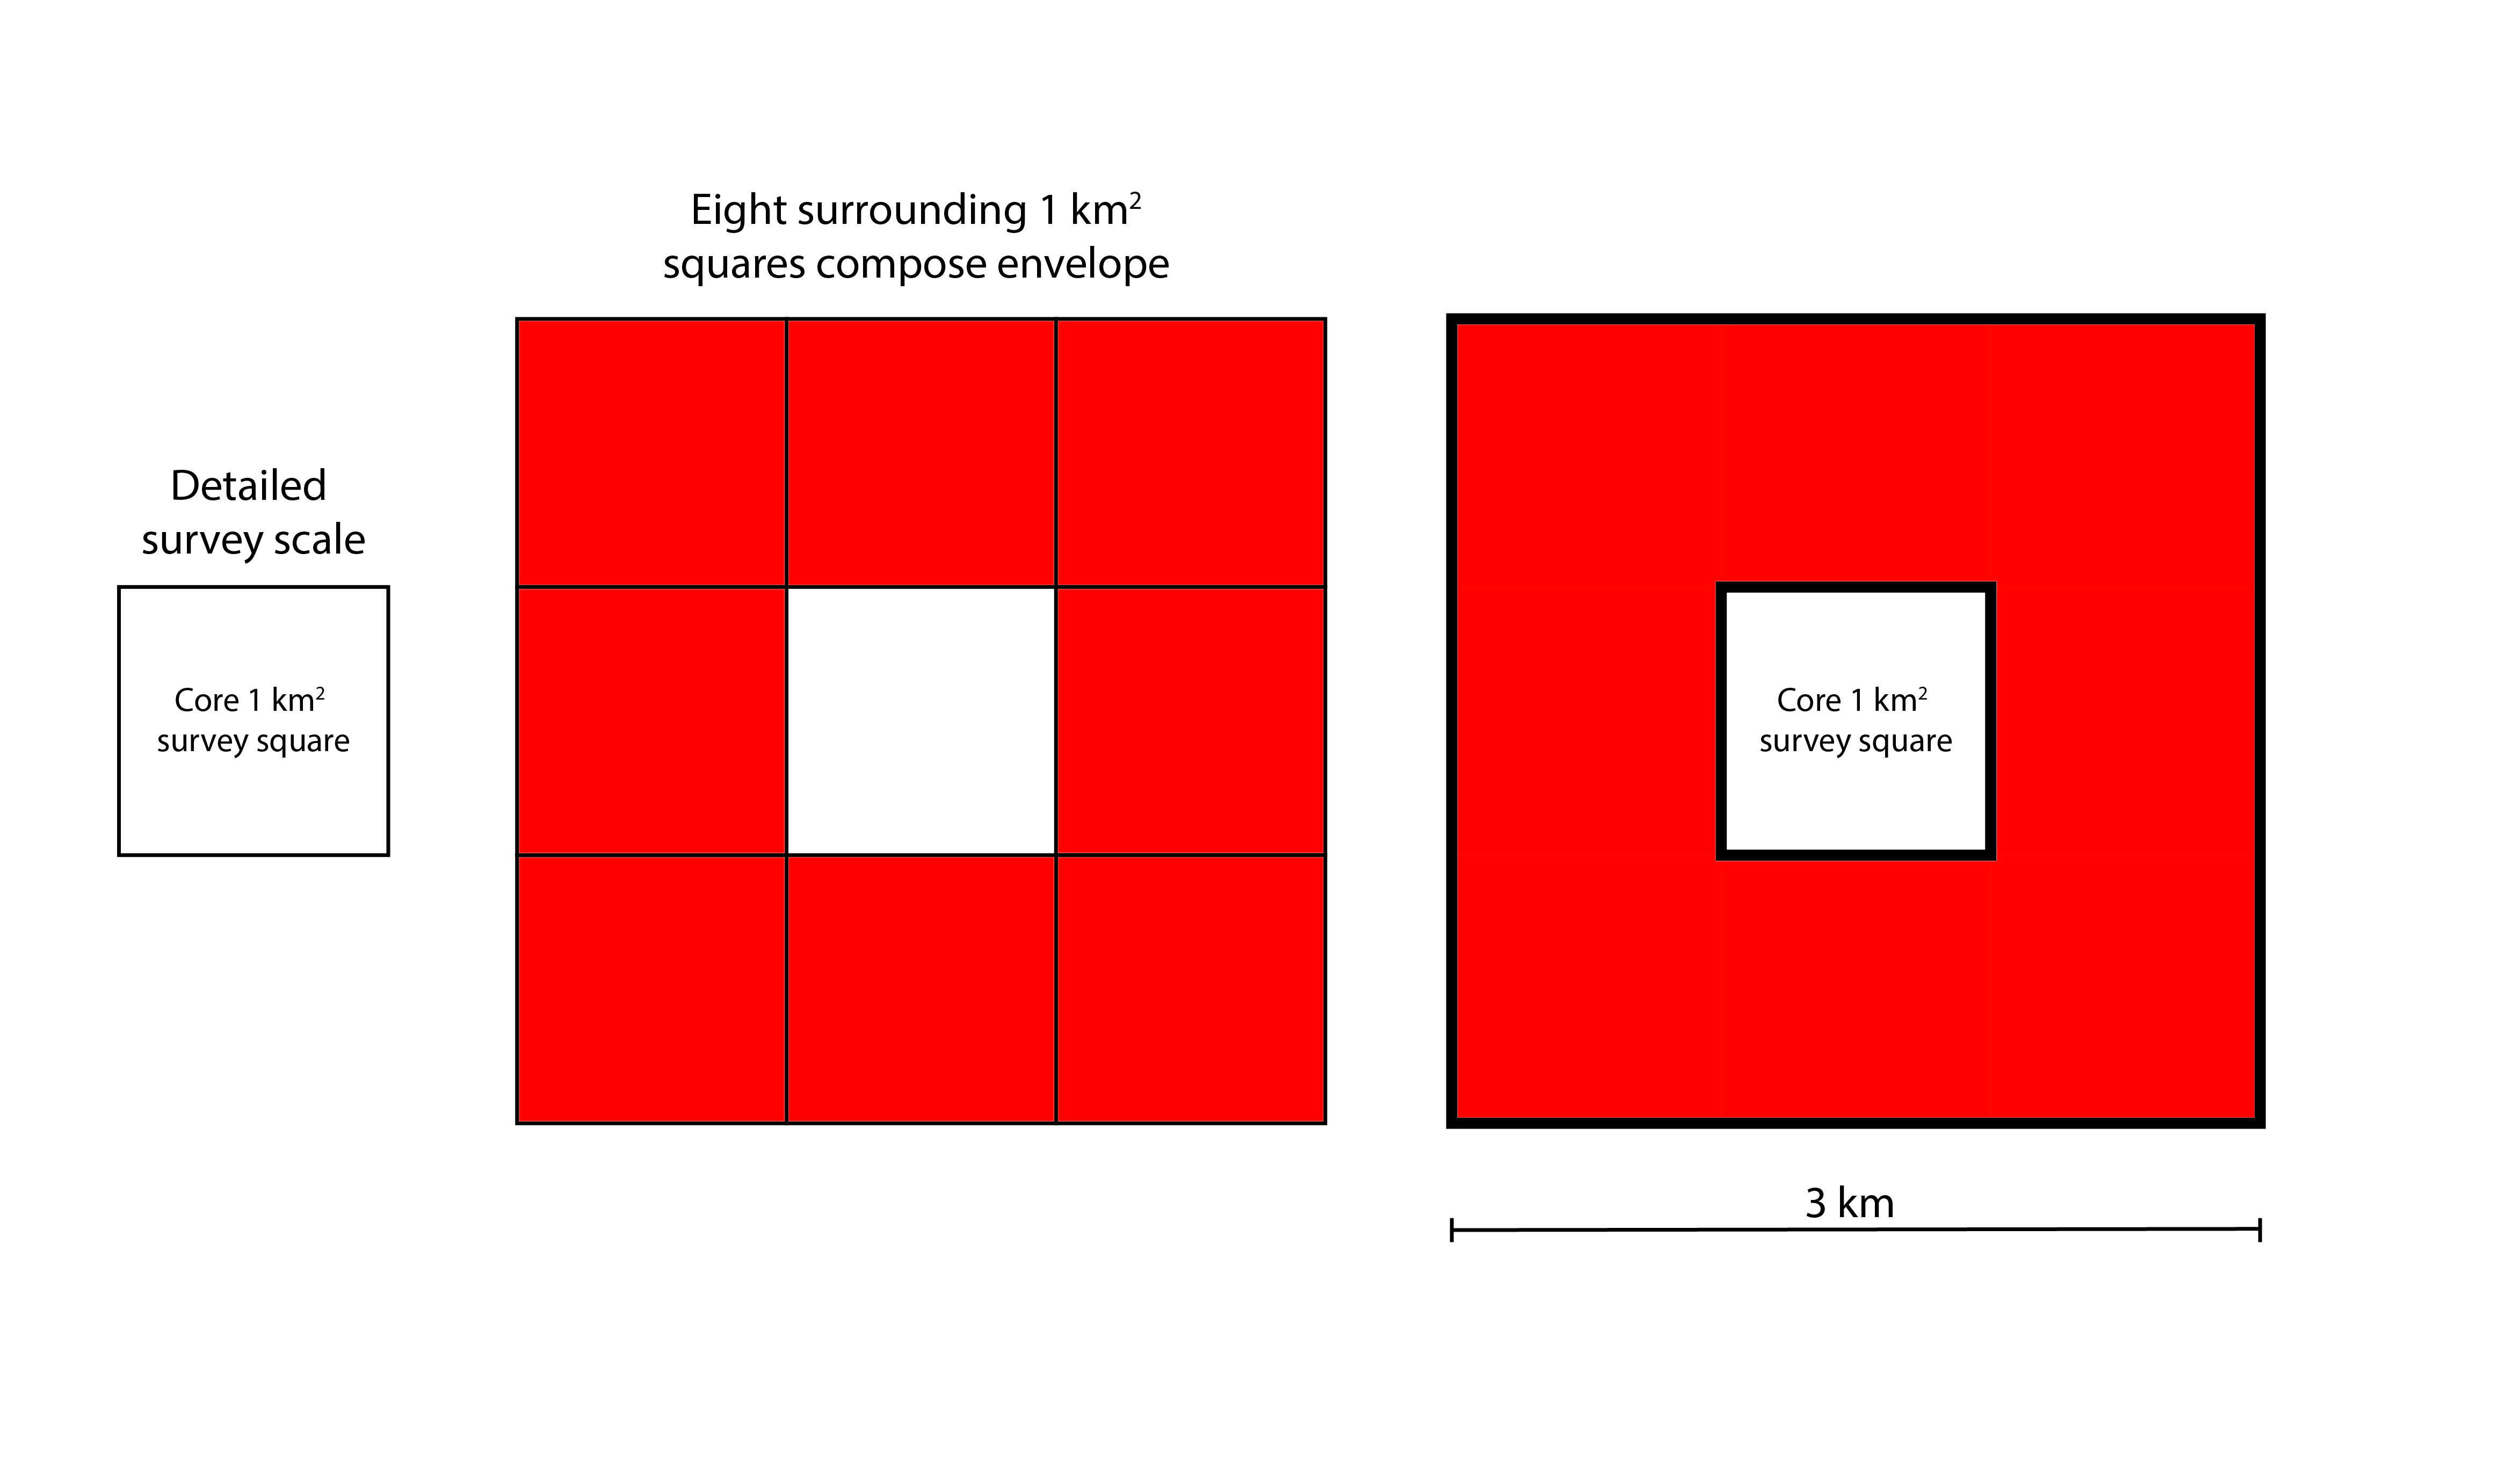 Eight surrounding 1 km²
squares compose envelope
Detailed
survey scale
Core 1 km²
survey square
Core 1 km²
survey square
3 km